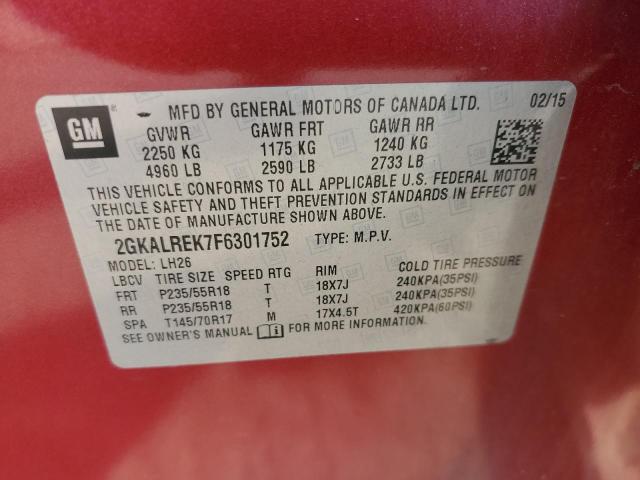 GM
MFD BY GENERAL MOTORS OF CANADA LTD. 02/15
GVWR GAWR FRT GAWR RR
2250 KG 1175 KG 1240 KG
4960 LB 2590 LB 2733 LB
THIS VEHICLE CONFORMS TO ALL APPLICABLE U.S. FEDERAL MOTOR
VEHICLE SAFETY AND THEFT PREVENTION STANDARDS IN EFFECT ON
THE DATE OF MANUFACTURE SHOWN ABOVE.
2GKALREK7F6301752 TYPE: M.P.V.
MODEL: LH26
LBCV TIRE SIZE SPEED RTG RIM COLD TIRE PRESSURE
FRT P235/55R18 T 18X7J 240KPA(35PSI)
RR P235/55R18 T 18X7J 240KPA(35PSI)
SPA T145/70R17 M 17X4.5T 420KPA(60PSI)
SEE OWNER'S MANUAL FOR MORE INFORMATION.